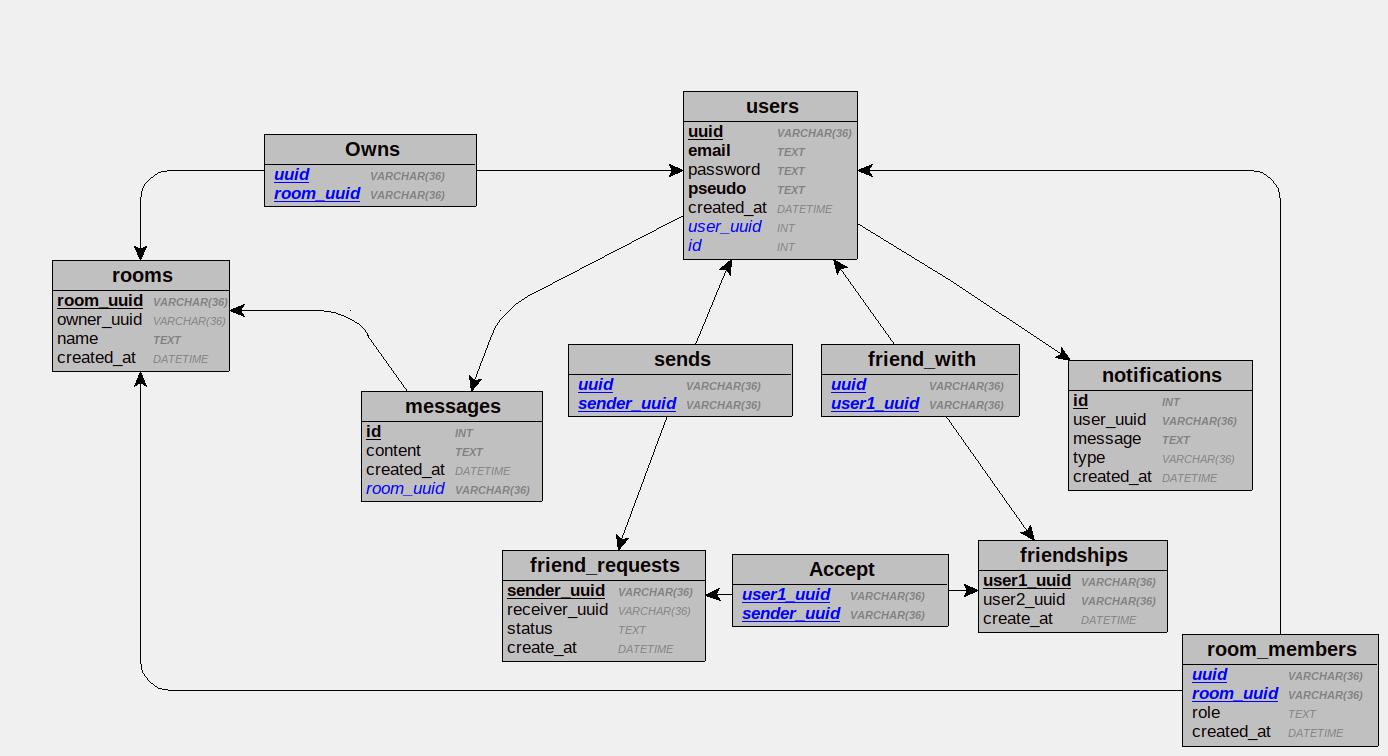 users
uuid VARCHAR(36)
email TEXT
password TEXT
pseudo TEXT
created_at DATETIME
user_uuid INT
id INT
Owns
uuid VARCHAR(36)
room_uuid VARCHAR(36)
rooms
room_uuid VARCHAR(36)
owner_uuid VARCHAR(36)
name TEXT
created_at DATETIME
messages
id INT
content TEXT
created_at DATETIME
room_uuid VARCHAR(36)
sends
uuid VARCHAR(36)
sender_uuid VARCHAR(36)
friend_with
uuid VARCHAR(36)
user1_uuid VARCHAR(36)
notifications
id INT
user_uuid VARCHAR(36)
message TEXT
type VARCHAR(36)
created_at DATETIME
friend_requests
sender_uuid VARCHAR(36)
receiver_uuid VARCHAR(36)
status TEXT
create_at DATETIME
Accept
user1_uuid VARCHAR(36)
sender_uuid VARCHAR(36)
friendships
user1_uuid VARCHAR(36)
user2_uuid VARCHAR(36)
create_at DATETIME
room_members
uuid VARCHAR(36)
room_uuid VARCHAR(36)
role TEXT
created_at DATETIME